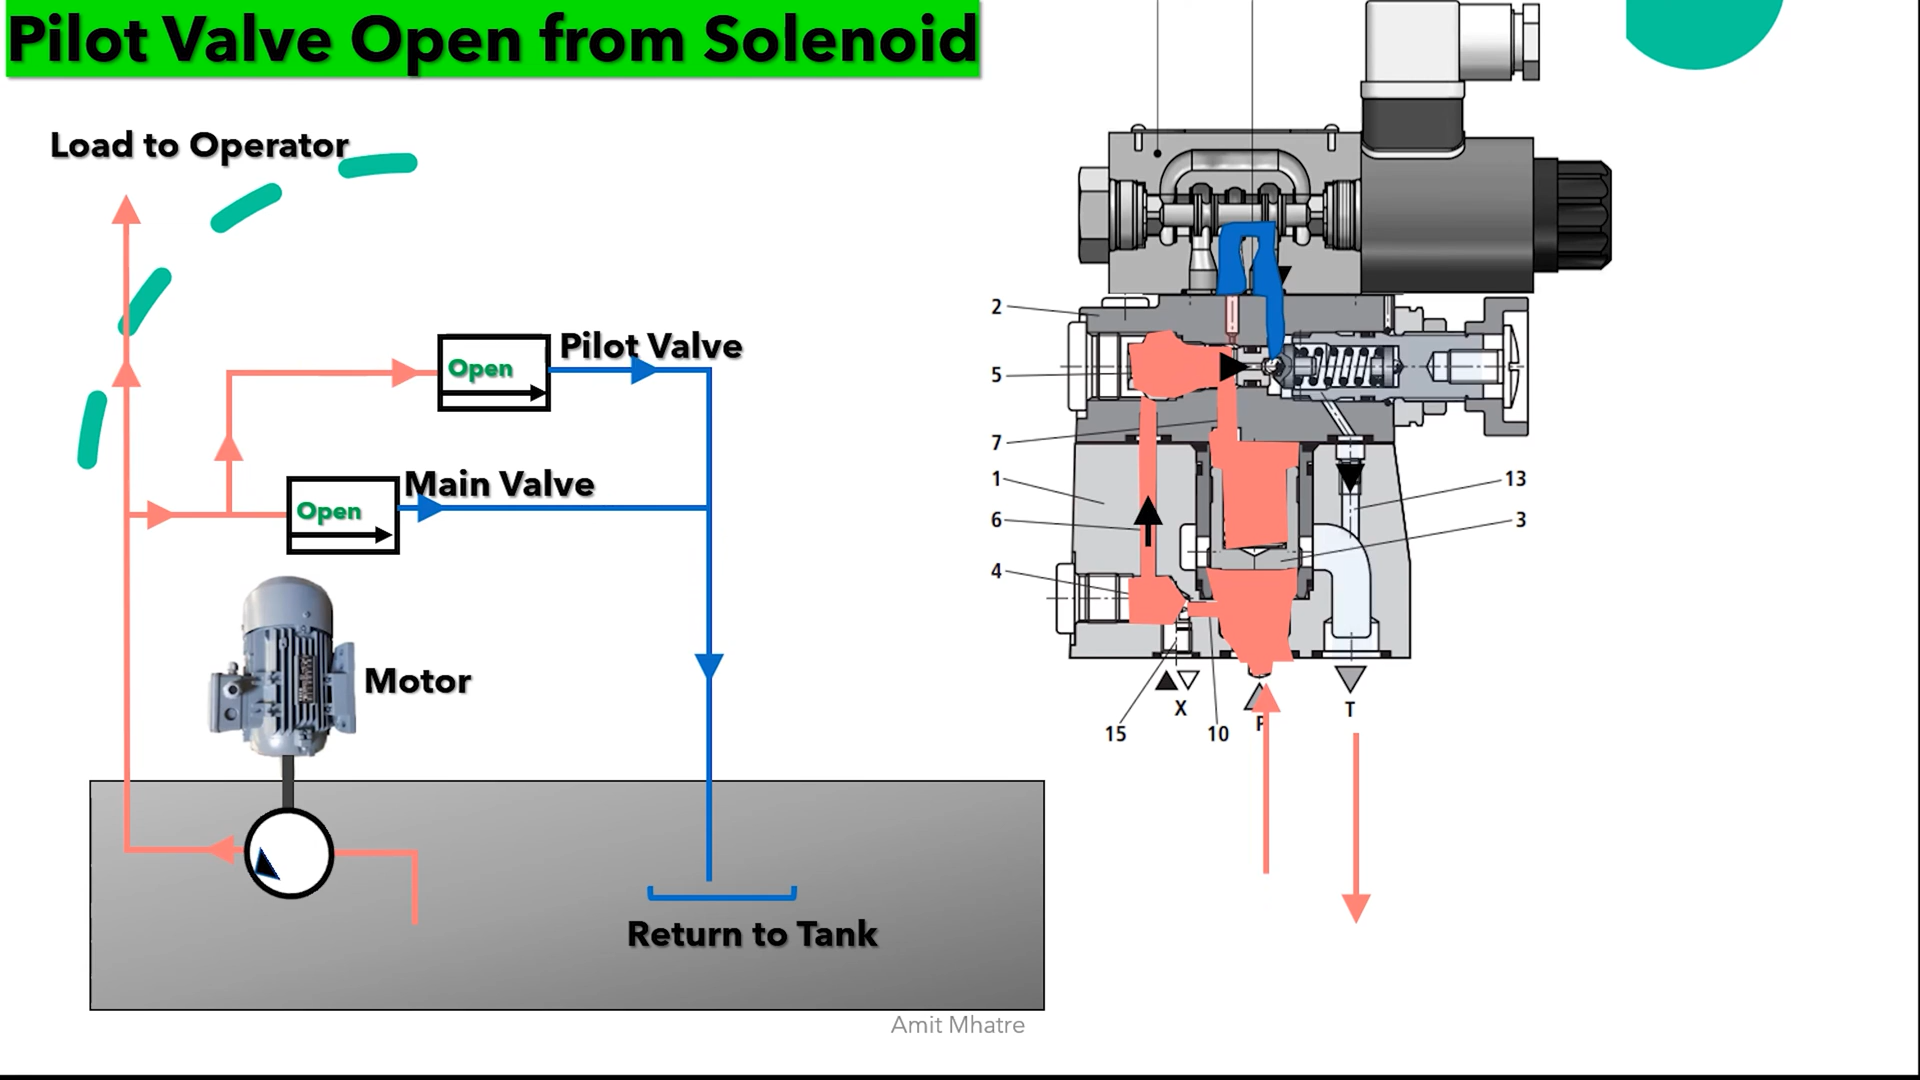 Pilot Valve Open from Solenoid
Load to Operator
Pilot Valve
Open
Main Valve
Open
Motor
Return to Tank
Amit Mhatre
2
5
7
1
6
4
13
3
15
X
10
P
T